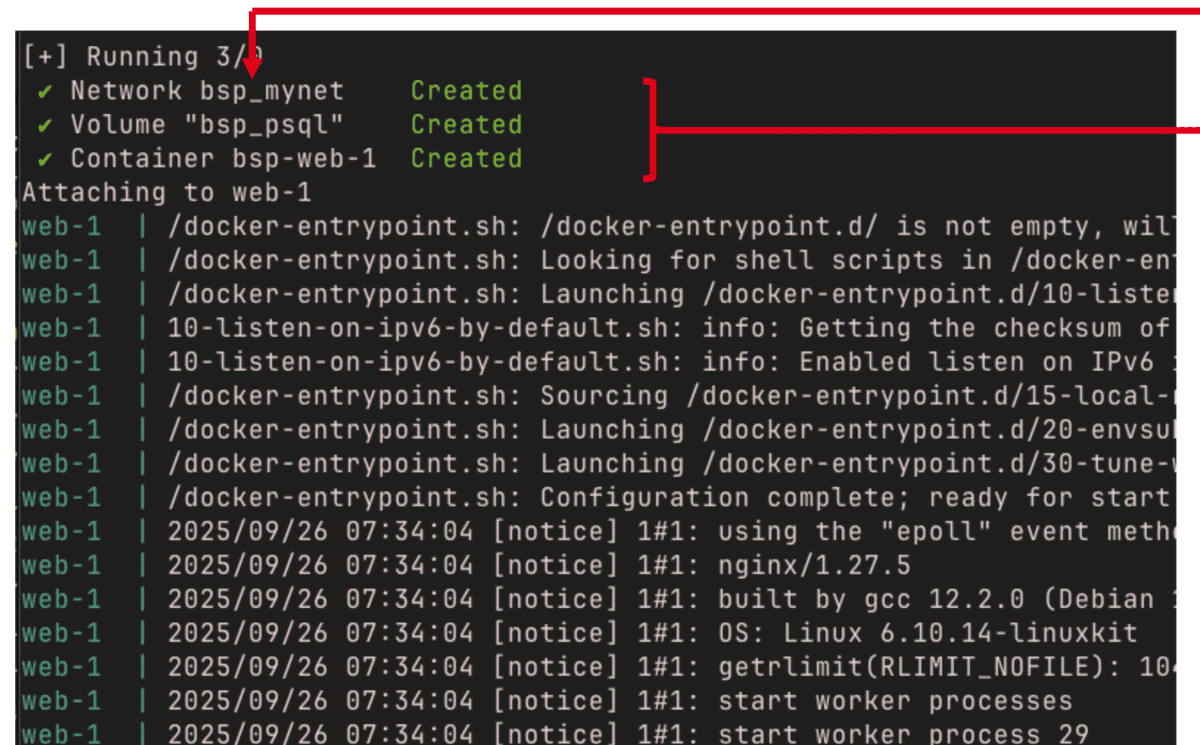 [+] Running 3/0
✔ Network bsp_mynet Created
✔ Volume "bsp_psql" Created
✔ Container bsp-web-1 Created
Attaching to web-1
web-1 | /docker-entrypoint.sh: /docker-entrypoint.d/ is not empty, wil
web-1 | /docker-entrypoint.sh: Looking for shell scripts in /docker-en
web-1 | /docker-entrypoint.sh: Launching /docker-entrypoint.d/10-liste
web-1 | 10-listen-on-ipv6-by-default.sh: info: Getting the checksum of
web-1 | 10-listen-on-ipv6-by-default.sh: info: Enabled listen on IPv6
web-1 | /docker-entrypoint.sh: Sourcing /docker-entrypoint.d/15-local-
web-1 | /docker-entrypoint.sh: Launching /docker-entrypoint.d/20-envsu
web-1 | /docker-entrypoint.sh: Launching /docker-entrypoint.d/30-tune-
web-1 | /docker-entrypoint.sh: Configuration complete; ready for start
web-1 | 2025/09/26 07:34:04 [notice] 1#1: using the "epoll" event meth
web-1 | 2025/09/26 07:34:04 [notice] 1#1: nginx/1.27.5
web-1 | 2025/09/26 07:34:04 [notice] 1#1: built by gcc 12.2.0 (Debian
web-1 | 2025/09/26 07:34:04 [notice] 1#1: OS: Linux 6.10.14-linuxkit
web-1 | 2025/09/26 07:34:04 [notice] 1#1: getrlimit(RLIMIT_NOFILE): 104
web-1 | 2025/09/26 07:34:04 [notice] 1#1: start worker processes
web-1 | 2025/09/26 07:34:04 [notice] 1#1: start worker process 29